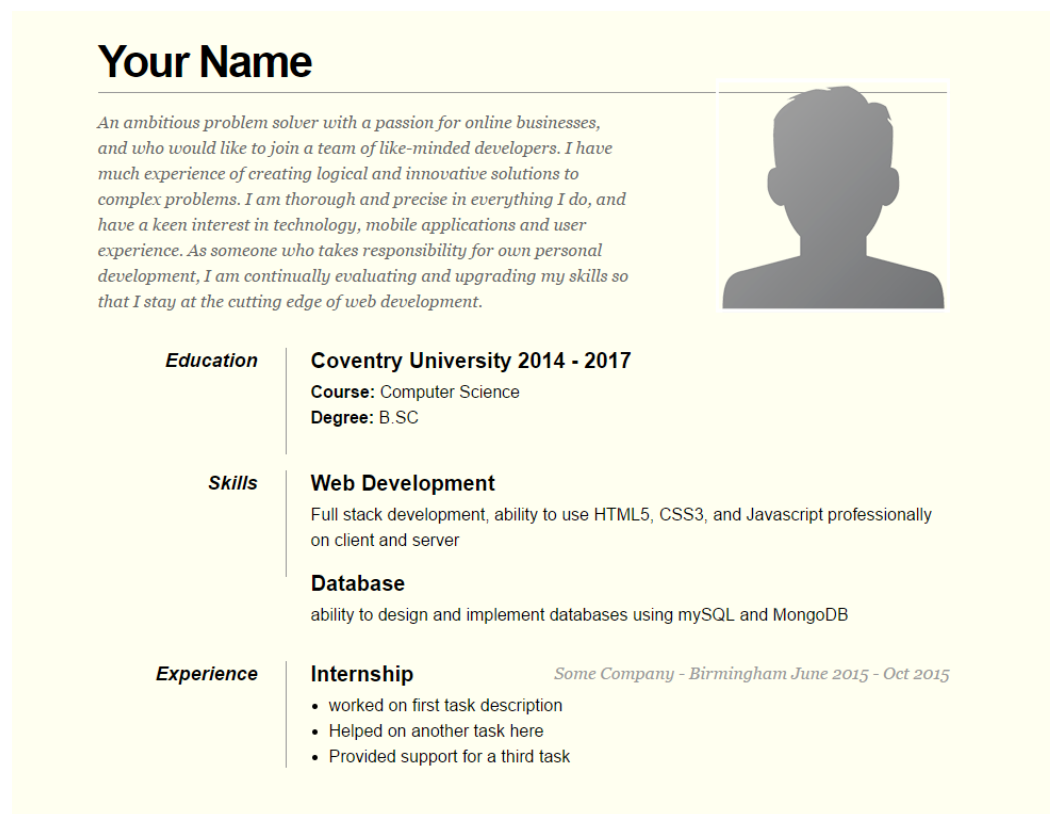 Your Name
An ambitious problem solver with a passion for online businesses,
and who would like to join a team of like-minded developers. I have
much experience of creating logical and innovative solutions to
complex problems. I am thorough and precise in everything I do, and
have a keen interest in technology, mobile applications and user
experience. As someone who takes responsibility for own personal
development, I am continually evaluating and upgrading my skills so
that I stay at the cutting edge of web development.
Education
Coventry University 2014 - 2017
Course: Computer Science
Degree: B.SC
Skills
Web Development
Full stack development, ability to use HTML5, CSS3, and Javascript professionally
on client and server
Database
ability to design and implement databases using mySQL and MongoDB
Experience
Internship
Some Company - Birmingham June 2015 - Oct 2015
• worked on first task description
• Helped on another task here
• Provided support for a third task